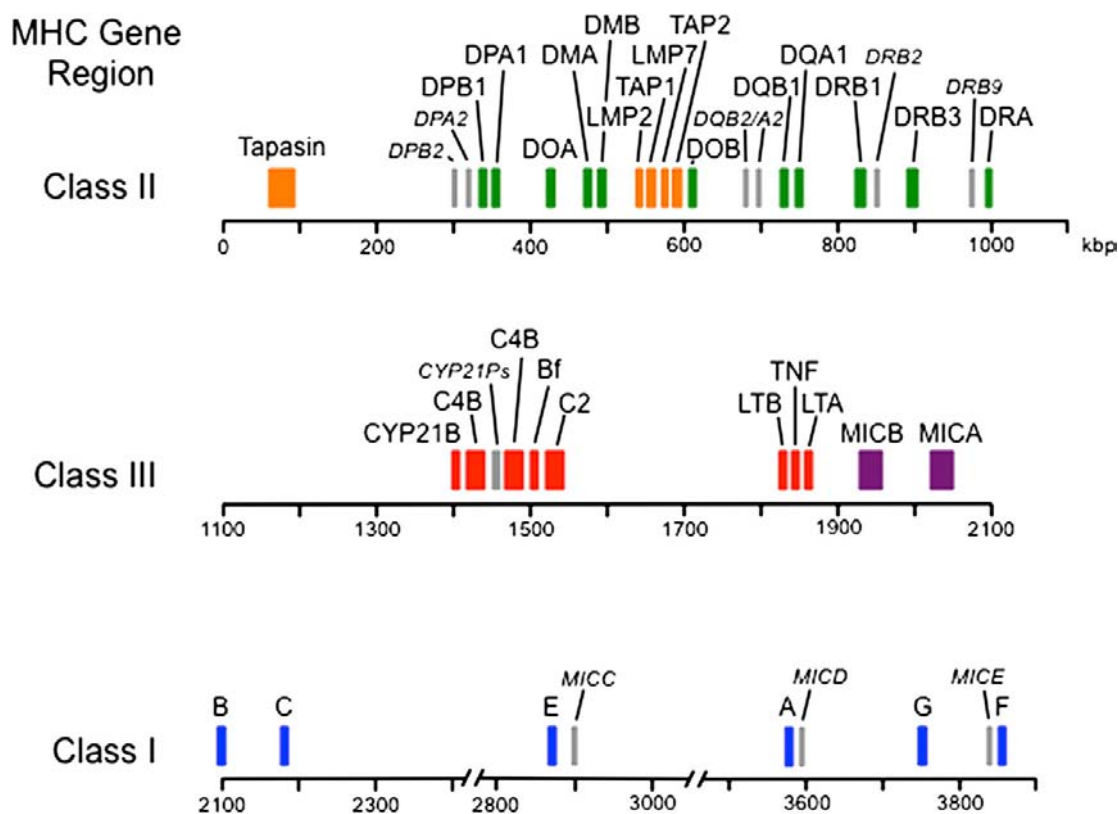 MHC Gene
Region
DMB TAP2
DPA1 DMA LMP7 DQA1 DRB2
DPB1 TAP1 DQB1 DRB1 DRB9
DPA2 LMP2 DQB2/A2 DRB3 DRA
Tapasin DPB2 DOA DOB
Class II
0 200 400 600 800 1000 kbp
C4B
CYP21Ps Bf TNF
C4B C2 LTB LTA
CYP21B MICB MICA
Class III
1100 1300 1500 1700 1900 2100
MICC MICD MICE
B C E A G F
Class I
2100 2300 2800 3000 3600 3800